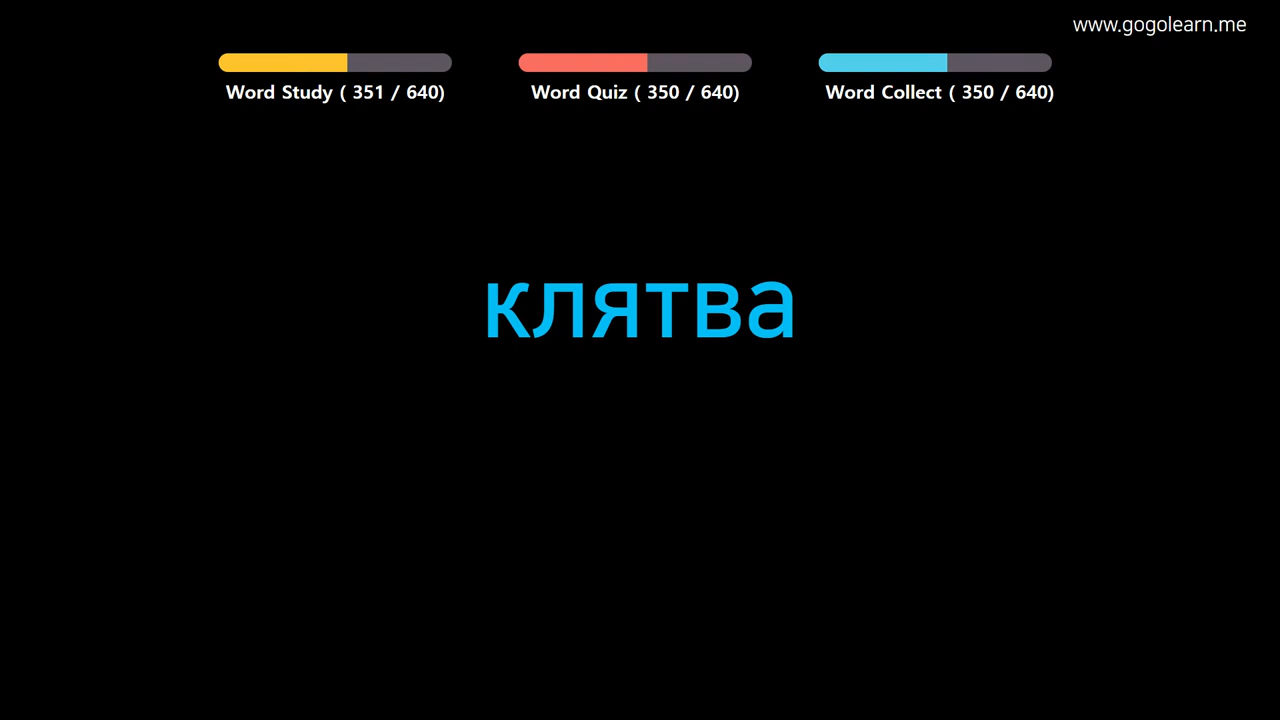 www.gogolearn.me
Word Study ( 351 / 640)
Word Quiz ( 350 / 640)
Word Collect ( 350 / 640)
клятва